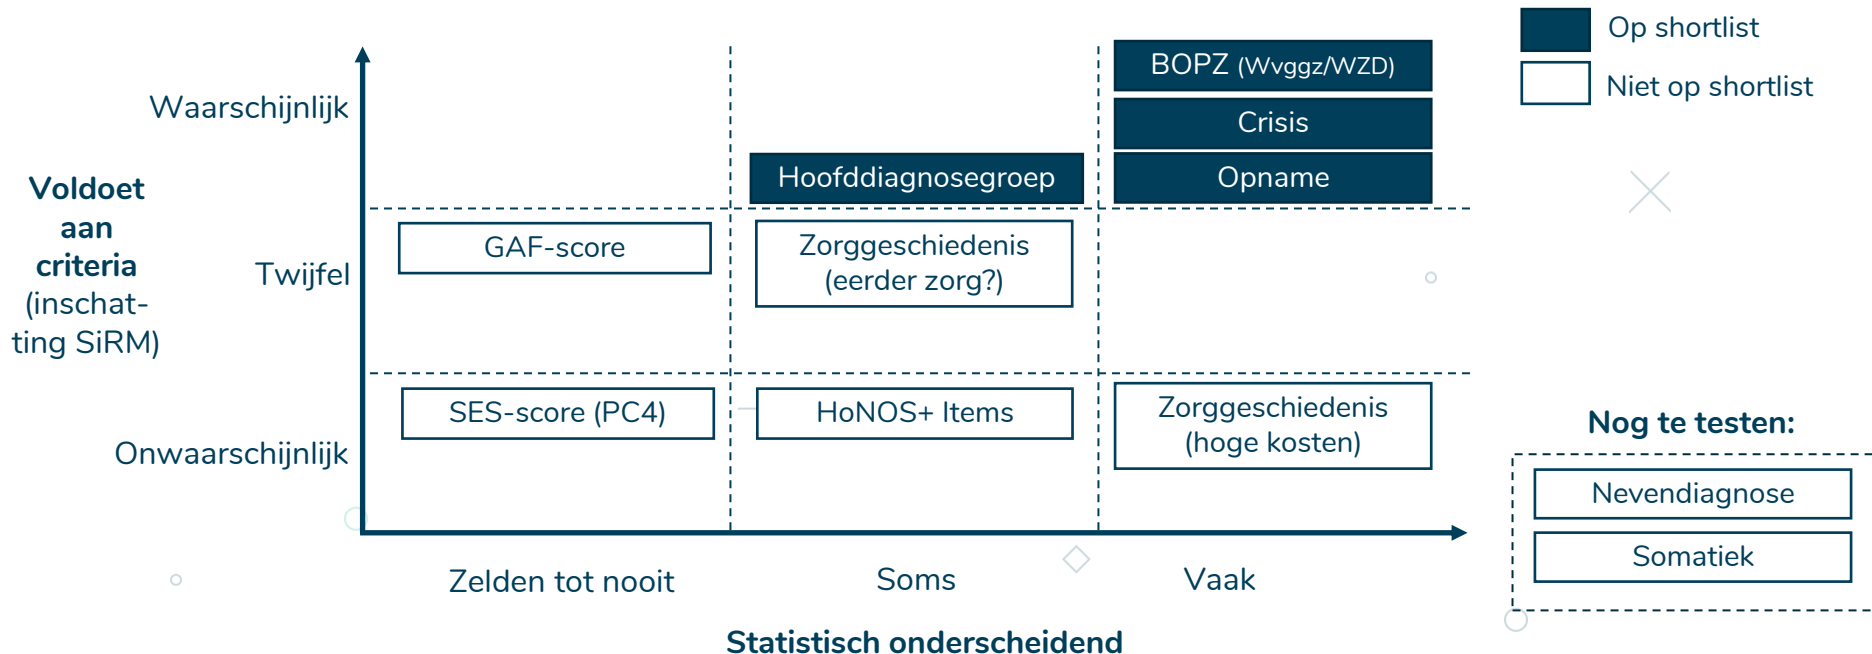 BOPZ (Wvggz/WZD)
Crisis
Opname
Op shortlist
Niet op shortlist
Waarschijnlijk
Hoofddiagnosegroep
Voldoet
aan
criteria
(inschat-
ting SiRM)
Twijfel
GAF-score
Zorggeschiedenis
(eerder zorg?)
Onwaarschijnlijk
SES-score (PC4)
HoNOS+ Items
Zorggeschiedenis
(hoge kosten)
Nog te testen:
Nevendiagnose
Somatiek
Zelden tot nooit
Soms
Vaak
Statistisch onderscheidend